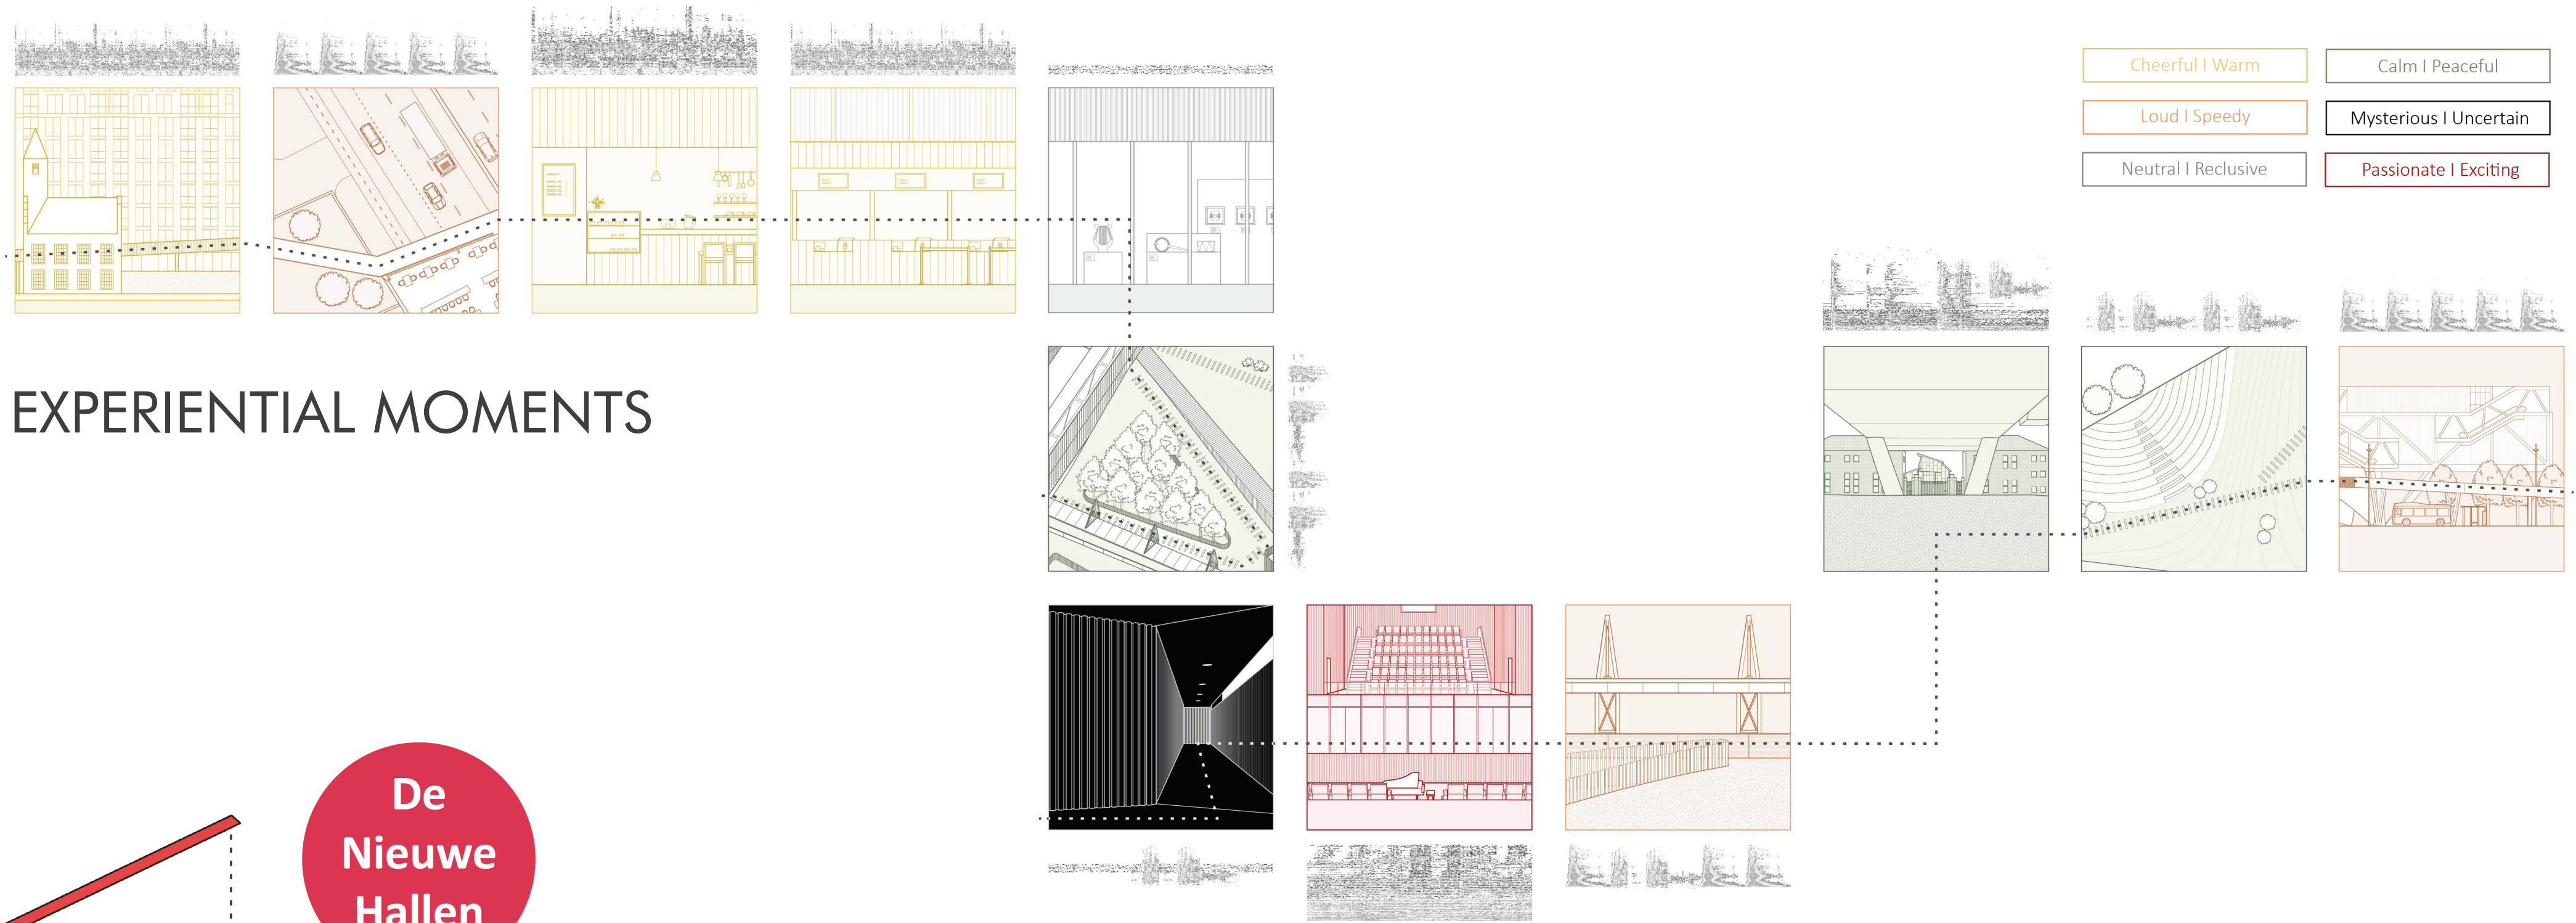 Cheerful I Warm
Calm I Peaceful
Loud I Speedy
Mysterious I Uncertain
Neutral I Reclusive
Passionate I Exciting
EXPERIENTIAL MOMENTS
De
Nieuwe
Hallen